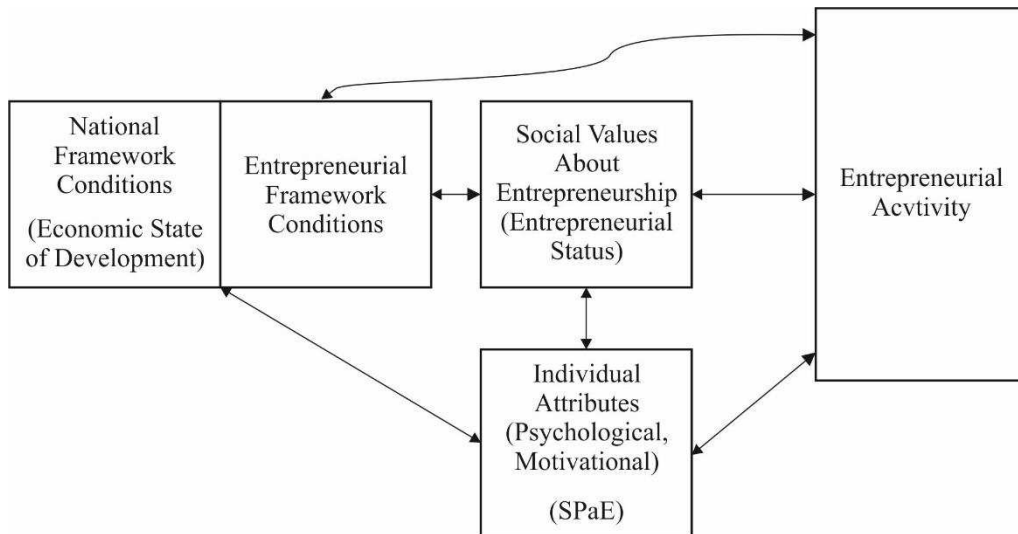 National
Framework
Conditions
(Economic State
of Development)
Entrepreneurial
Framework
Conditions
Social Values
About
Entrepreneurship
(Entrepreneurial
Status)
Entrepreneurial
Acvtivity
Individual
Attributes
(Psychological,
Motivational)
(SPaE)